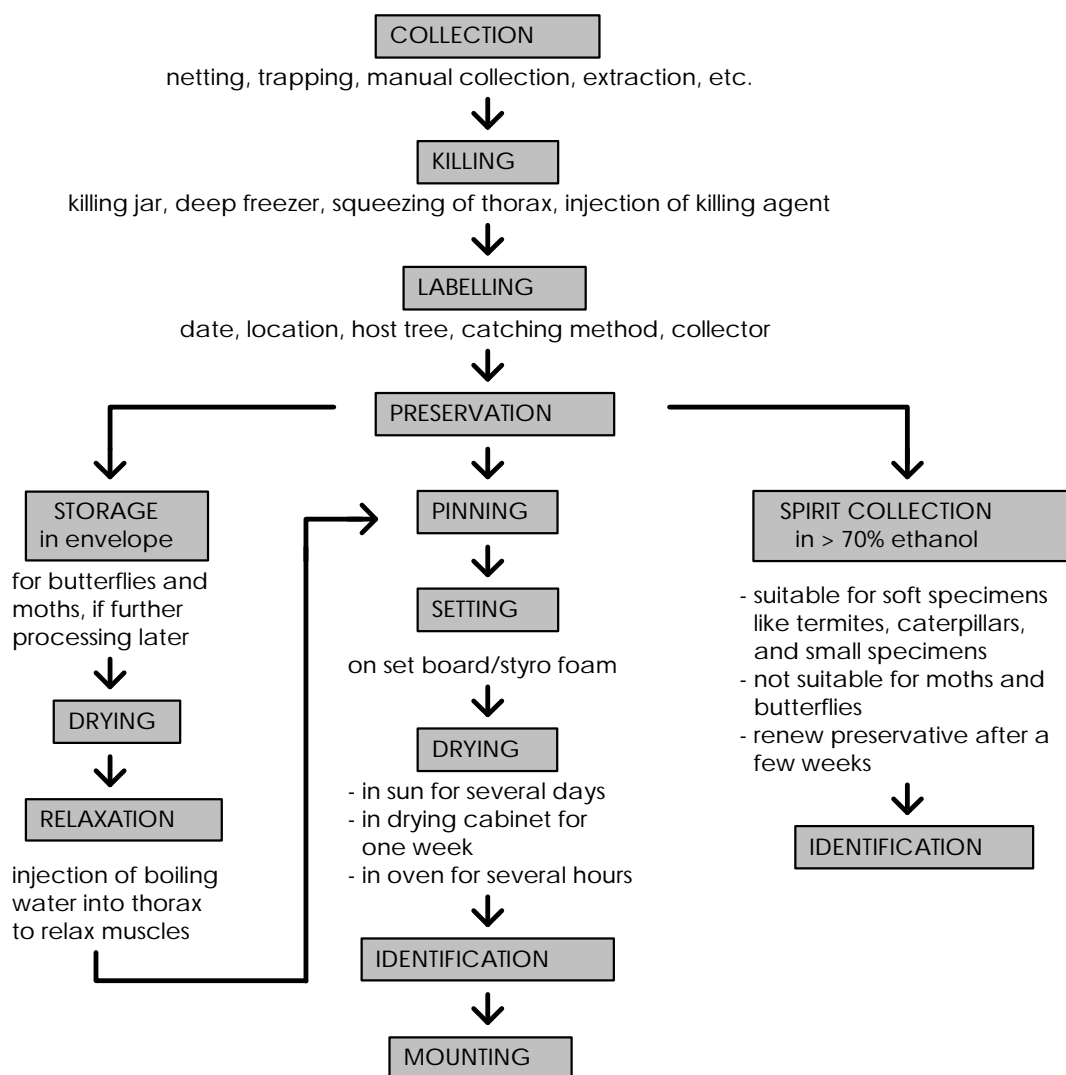 COLLECTION
netting, trapping, manual collection, extraction, etc.
KILLING
killing jar, deep freezer, squeezing of thorax, injection of killing agent
LABELLING
date, location, host tree, catching method, collector
PRESERVATION
STORAGE
in envelope
for butterflies and
moths, if further
processing later
DRYING
RELAXATION
injection of boiling
water into thorax
to relax muscles
PINNING
SETTING
on set board/styro foam
DRYING
- in sun for several days
- in drying cabinet for
one week
- in oven for several hours
IDENTIFICATION
MOUNTING
SPIRIT COLLECTION
in > 70% ethanol
- suitable for soft specimens
like termites, caterpillars,
and small specimens
- not suitable for moths and
butterflies
- renew preservative after a
few weeks
IDENTIFICATION